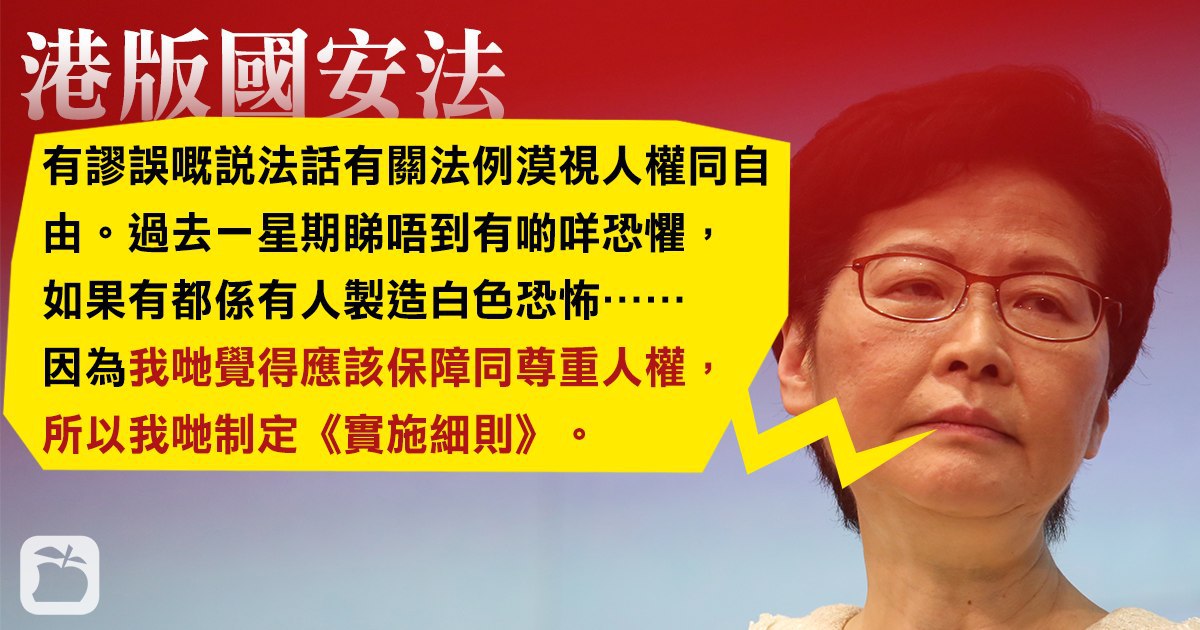 港版國安法
有謬誤嘅説法話有關法例漠視人權同自
由。過去一星期睇唔到有啲咩恐懼，
如果有都係有人製造白色恐怖……
因為我哋覺得應該保障同尊重人權，
所以我哋制定《實施細則》。